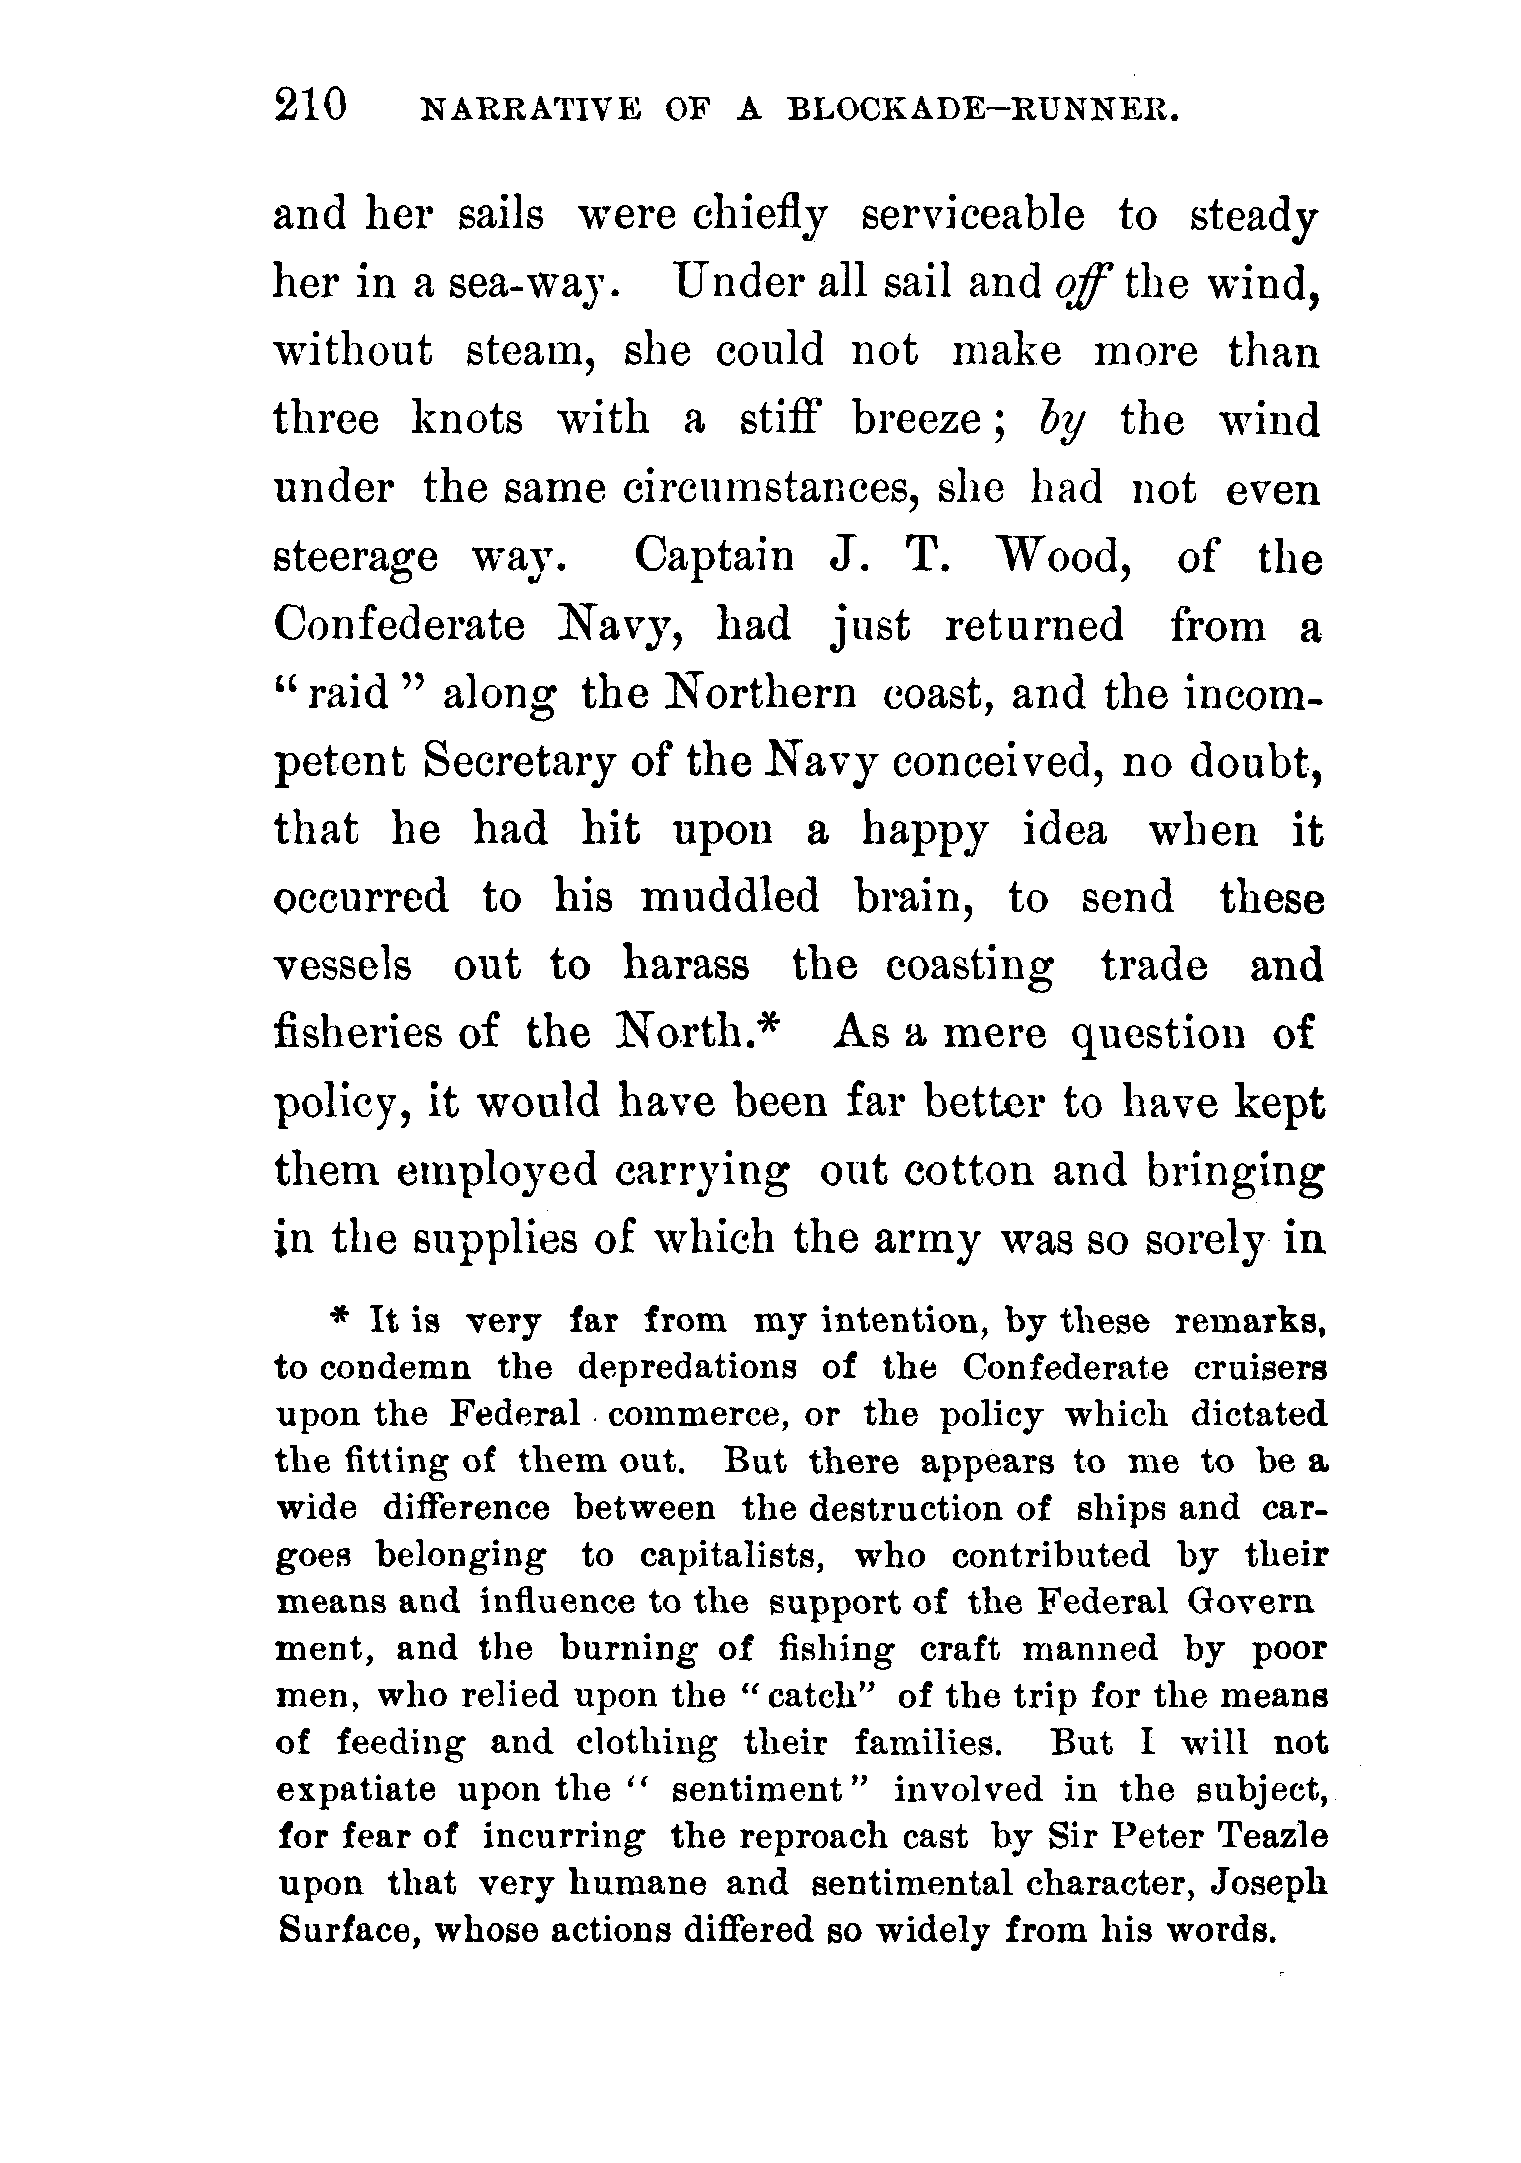 210 NARRATIVE OF A BLOCKADE-RUNNER.
and her sails were chiefly serviceable to steady
her in a sea-way. Under all sail and off the wind,
without steam, she could not make more than
three knots with a stiff breeze; by the wind
under the same circumstances, she had not even
steerage way. Captain J. T. Wood, of the
Confederate Navy, had just returned from a
"raid" along the Northern coast, and the incom-
petent Secretary of the Navy conceived, no doubt,
that he had hit upon a happy idea when it
occurred to his muddled brain, to send these
vessels out to harass the coasting trade and
fisheries of the North.* As a mere question of
policy, it would have been far better to have kept
them employed carrying out cotton and bringing
in the supplies of which the army was so sorely in
* It is very far from my intention, by these remarks,
to condemn the depredations of the Confederate cruisers
upon the Federal commerce, or the policy which dictated
the fitting of them out. But there appears to me to be a
wide difference between the destruction of ships and car-
goes belonging to capitalists, who contributed by their
means and influence to the support of the Federal Govern
ment, and the burning of fishing craft manned by poor
men, who relied upon the "catch" of the trip for the means
of feeding and clothing their families. But I will not
expatiate upon the "sentiment" involved in the subject,
for fear of incurring the reproach cast by Sir Peter Teazle
upon that very humane and sentimental character, Joseph
Surface, whose actions differed so widely from his words.